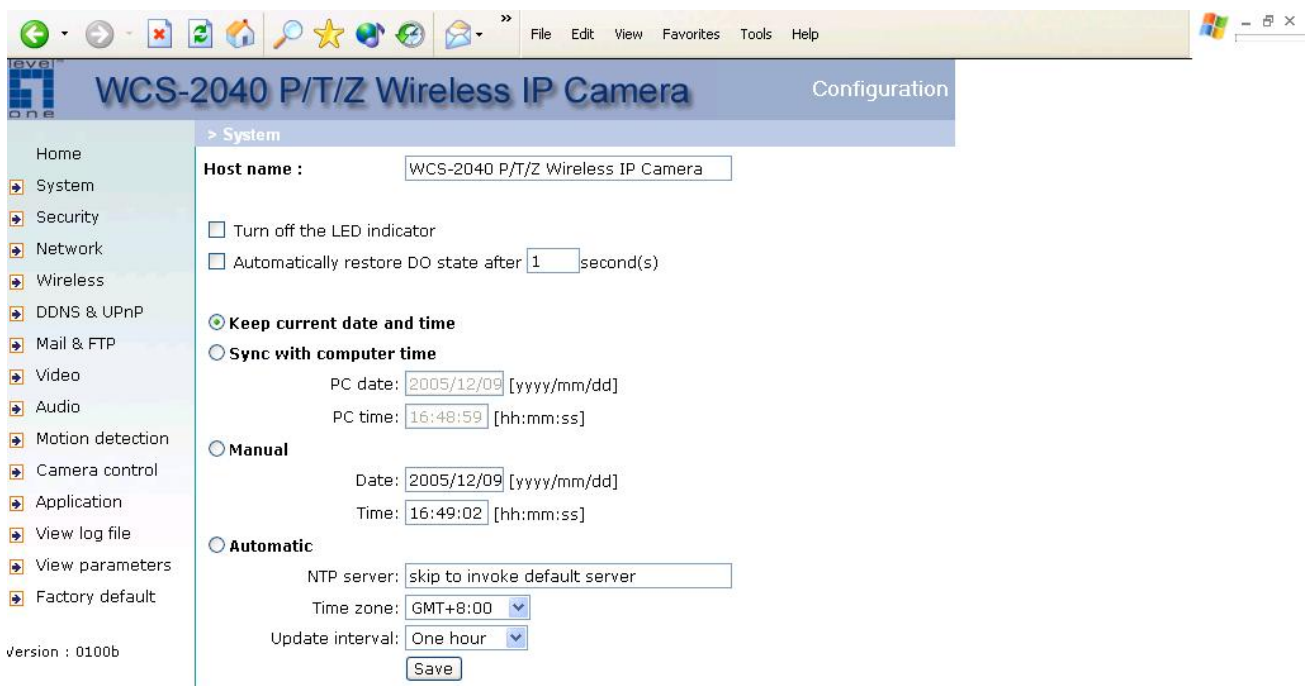 » File Edit View Favorites Tools Help
level™
one
WCS-2040 P/T/Z Wireless IP Camera
Configuration
> System
Home
System
Security
Network
Wireless
DDNS & UPnP
Mail & FTP
Video
Audio
Motion detection
Camera control
Application
View log file
View parameters
Factory default
Version : 0100b
Host name : WCS-2040 P/T/Z Wireless IP Camera
Turn off the LED indicator
Automatically restore DO state after 1 second(s)
Keep current date and time
Sync with computer time
PC date: 2005/12/09 [yyyy/mm/dd]
PC time: 16:48:59 [hh:mm:ss]
Manual
Date: 2005/12/09 [yyyy/mm/dd]
Time: 16:49:02 [hh:mm:ss]
Automatic
NTP server: skip to invoke default server
Time zone: GMT+8:00
Update interval: One hour
Save